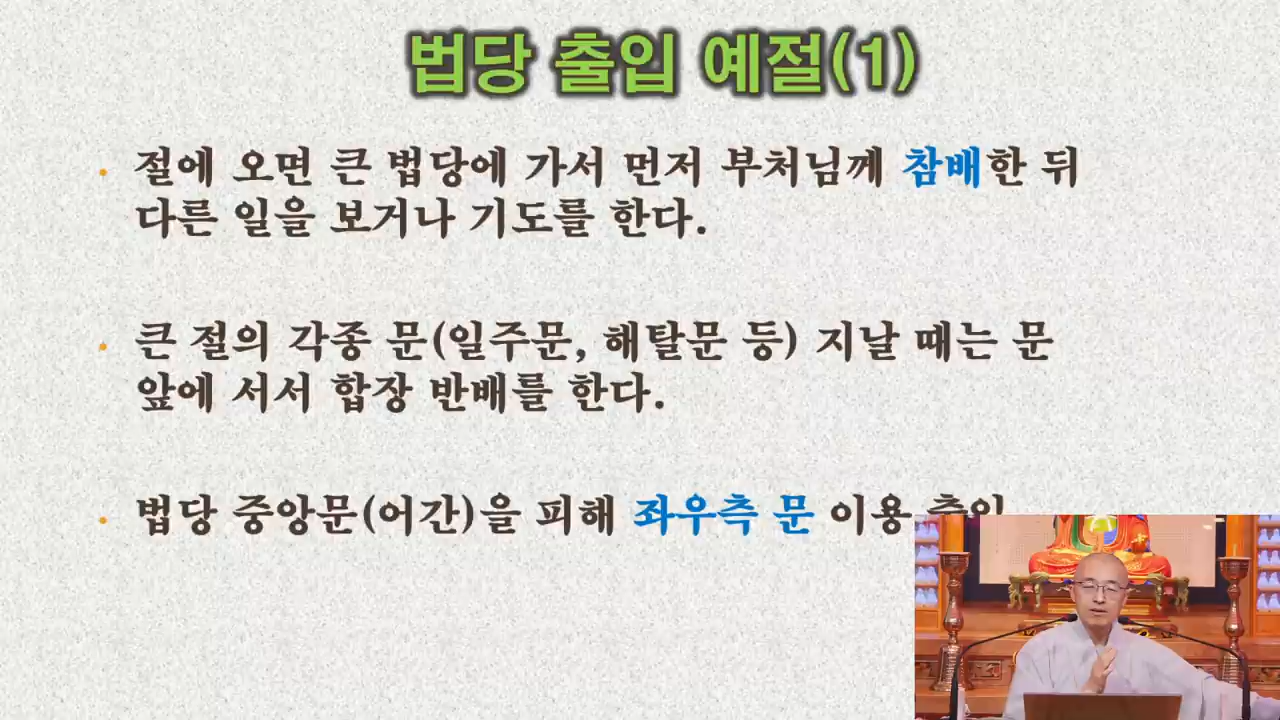 법당 출입 예절(1)
절에 오면 큰 법당에 가서 먼저 부처님께 참배한 뒤
다른 일을 보거나 기도를 한다.
큰 절의 각종 문(일주문, 해탈문 등) 지날 때는 문
앞에 서서 합장 반배를 한다.
법당 중앙문(어간)을 피해 좌우측 문 이용 출입